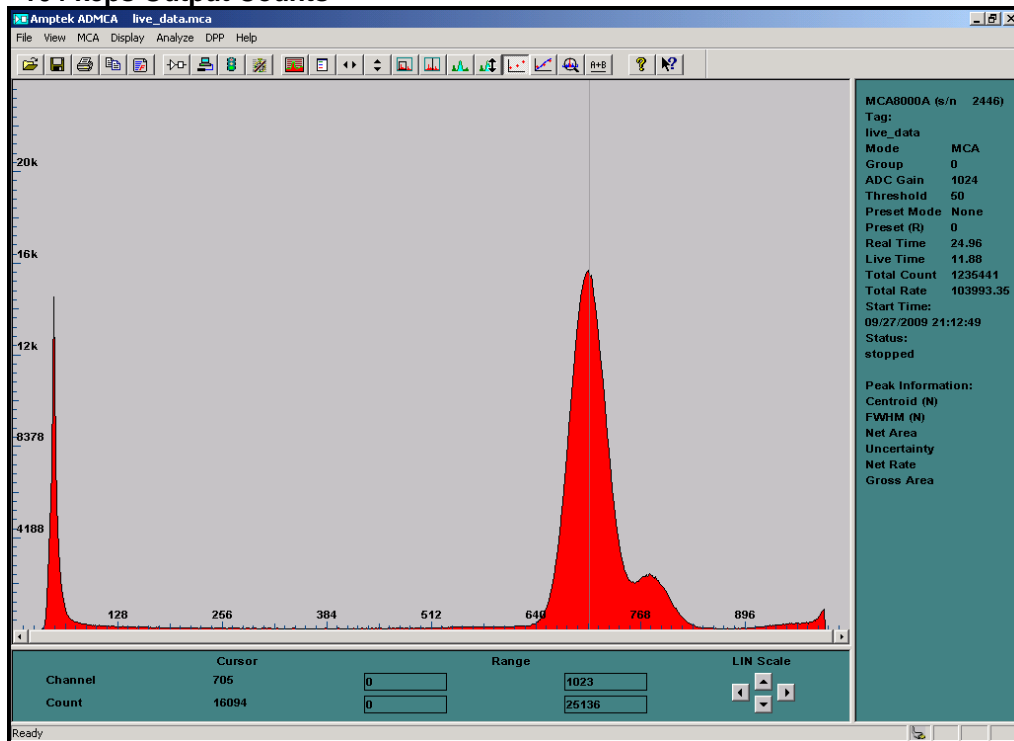 Amptek ADMCA live_data.mca
File View MCA Display Analyze DPP Help
A+B
20k
16k
12k
8378
4188
128 256 384 512 640 768 896
MCA8000A (s/n 2446)
Tag:
live_data
Mode MCA
Group 0
ADC Gain 1024
Threshold 50
Preset Mode None
Preset (R) 0
Real Time 24.96
Live Time 11.88
Total Count 1235441
Total Rate 103993.35
Start Time:
09/27/2009 21:12:49
Status:
stopped
Peak Information:
Centroid (N)
FWHM (N)
Net Area
Uncertainty
Net Rate
Gross Area
Cursor Range LIN Scale
Channel 705 0 1023
Count 16094 0 25136
Ready